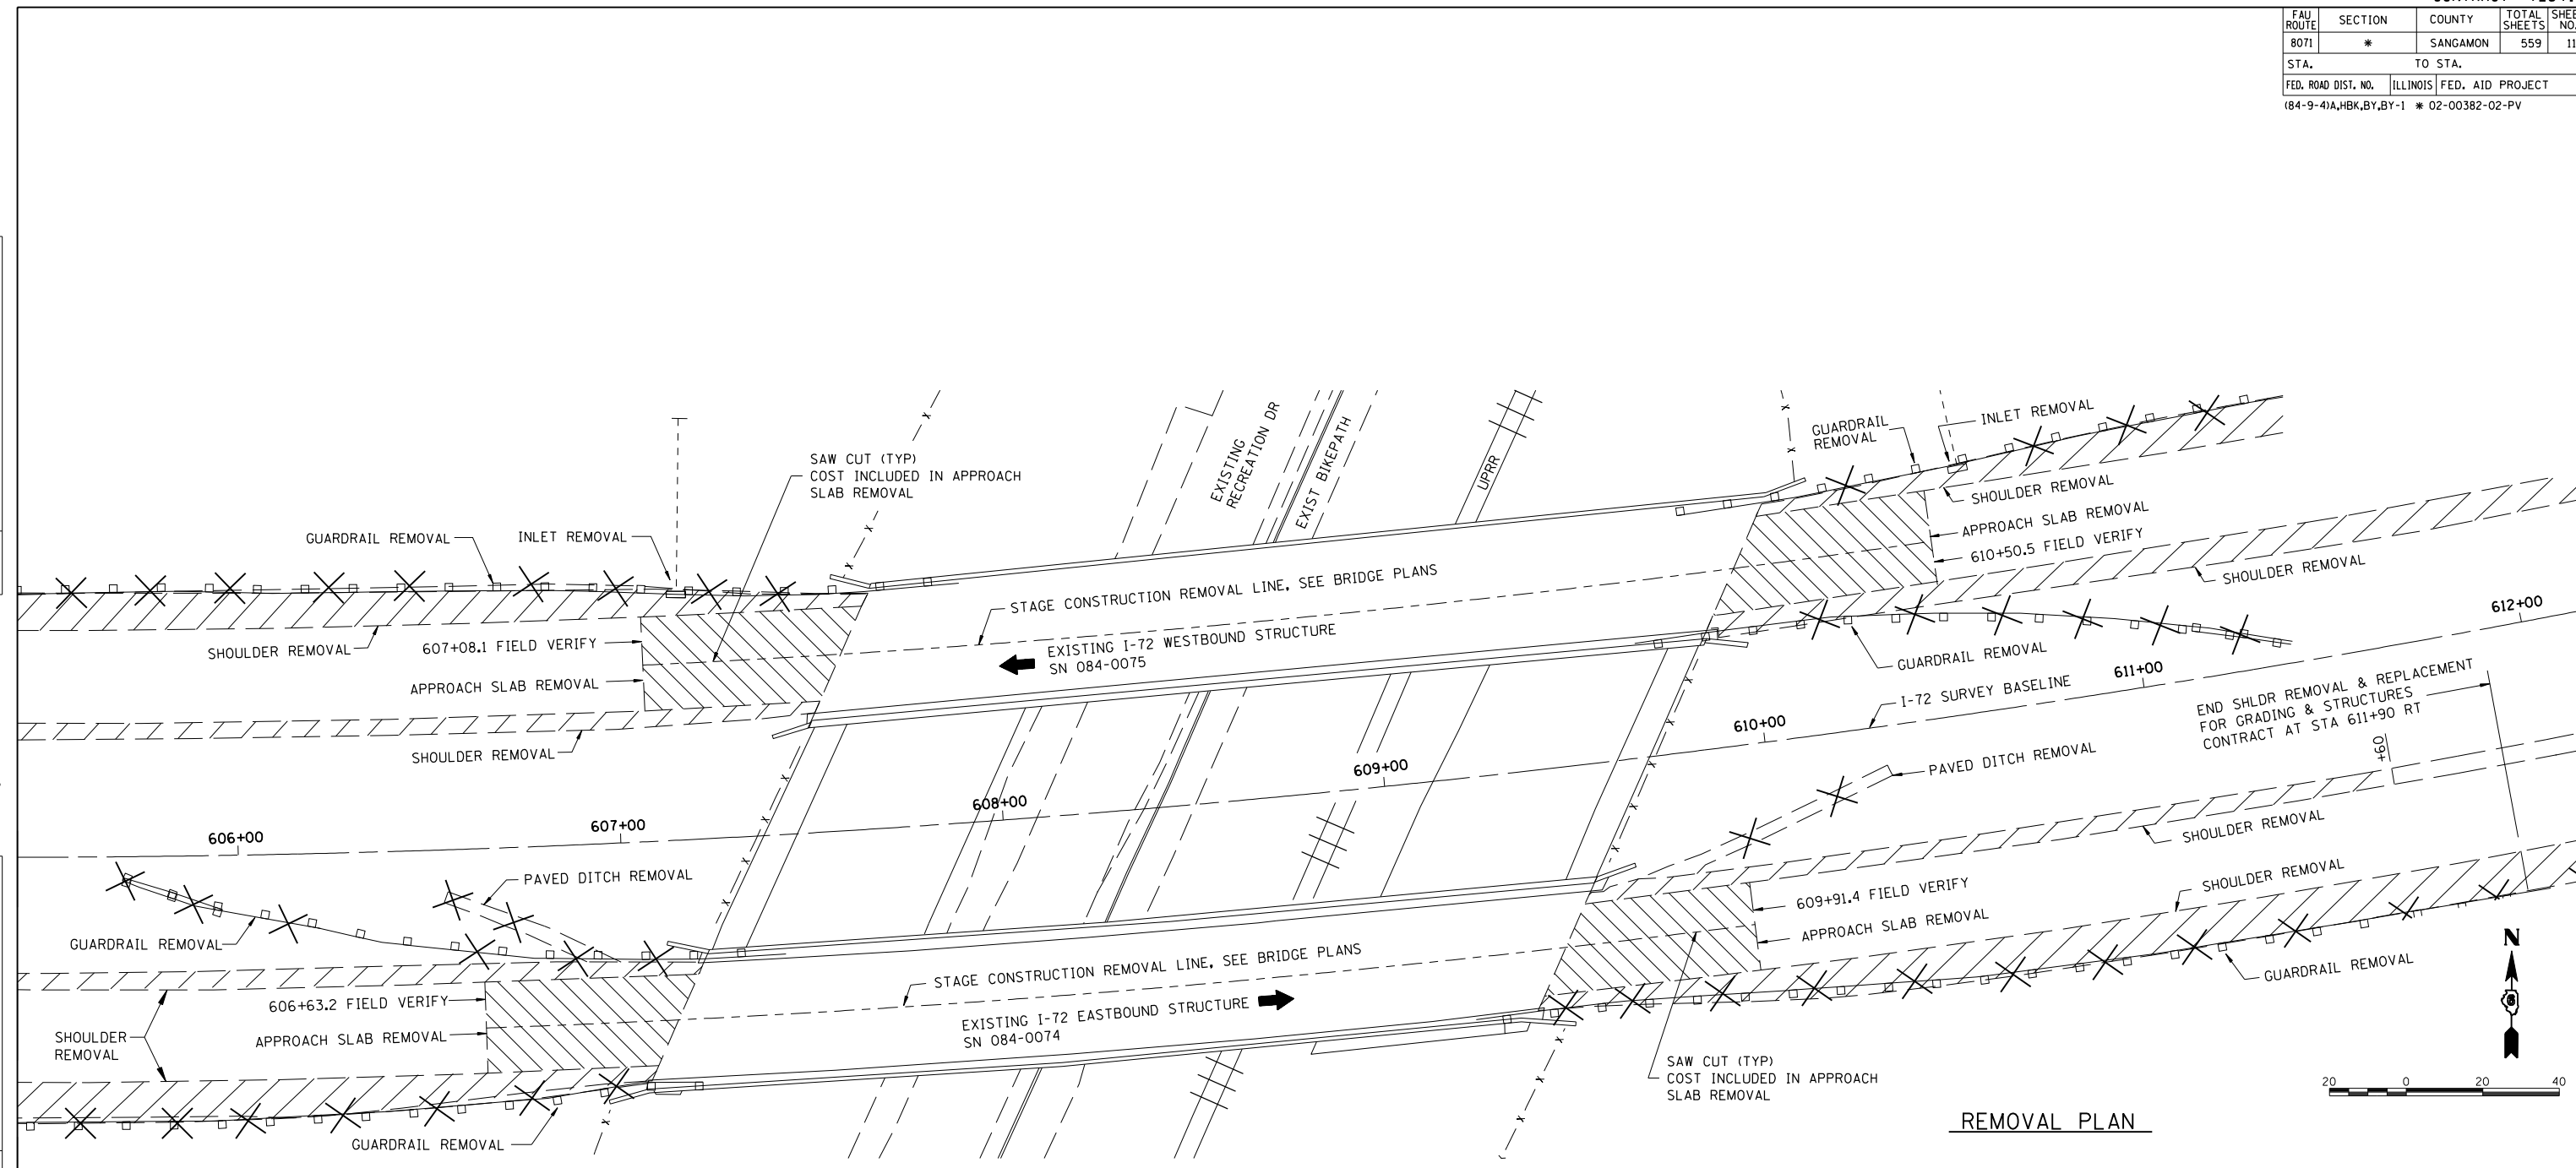 FAU ROUTE SECTION COUNTY TOTAL SHEETS
8071 * SANGAMON 559
STA. TO STA.
FED. ROAD DIST. NO. ILLINOIS FED. AID PROJECT
(84-9-4)A,HBK,BY,BY-1 * 02-00382-02-PV
SAW CUT (TYP)
COST INCLUDED IN APPROACH
SLAB REMOVAL
EXISTING
RECREATION DR
EXIST BIKEPATH
UPRR
GUARDRAIL
REMOVAL
INLET REMOVAL
SHOULDER REMOVAL
APPROACH SLAB REMOVAL
610+50.5 FIELD VERIFY
SHOULDER REMOVAL
GUARDRAIL REMOVAL
INLET REMOVAL
SHOULDER REMOVAL
607+08.1 FIELD VERIFY
APPROACH SLAB REMOVAL
SHOULDER REMOVAL
STAGE CONSTRUCTION REMOVAL LINE, SEE BRIDGE PLANS
EXISTING I-72 WESTBOUND STRUCTURE
SN 084-0075
GUARDRAIL REMOVAL
I-72 SURVEY BASELINE
606+00
607+00
608+00
609+00
610+00
611+00
612+00
END SHLDR REMOVAL & REPLACEMENT
FOR GRADING & STRUCTURES
CONTRACT AT STA 611+90 RT
+60
PAVED DITCH REMOVAL
SHOULDER REMOVAL
PAVED DITCH REMOVAL
GUARDRAIL REMOVAL
606+63.2 FIELD VERIFY
SHOULDER
REMOVAL
APPROACH SLAB REMOVAL
GUARDRAIL REMOVAL
STAGE CONSTRUCTION REMOVAL LINE, SEE BRIDGE PLANS
EXISTING I-72 EASTBOUND STRUCTURE
SN 084-0074
609+91.4 FIELD VERIFY
APPROACH SLAB REMOVAL
SHOULDER REMOVAL
GUARDRAIL REMOVAL
SAW CUT (TYP)
COST INCLUDED IN APPROACH
SLAB REMOVAL
N
20 0 20 40
REMOVAL PLAN